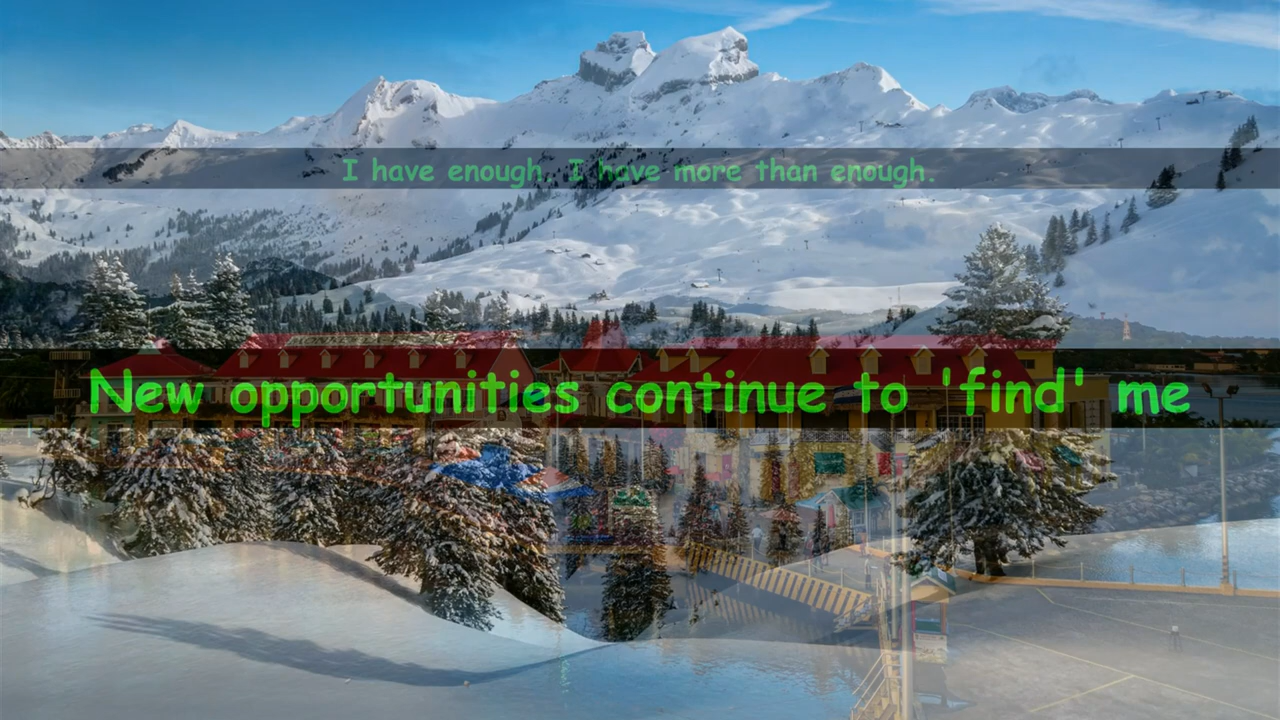 I have enough, I have more than enough.
New opportunities continue to 'find' me